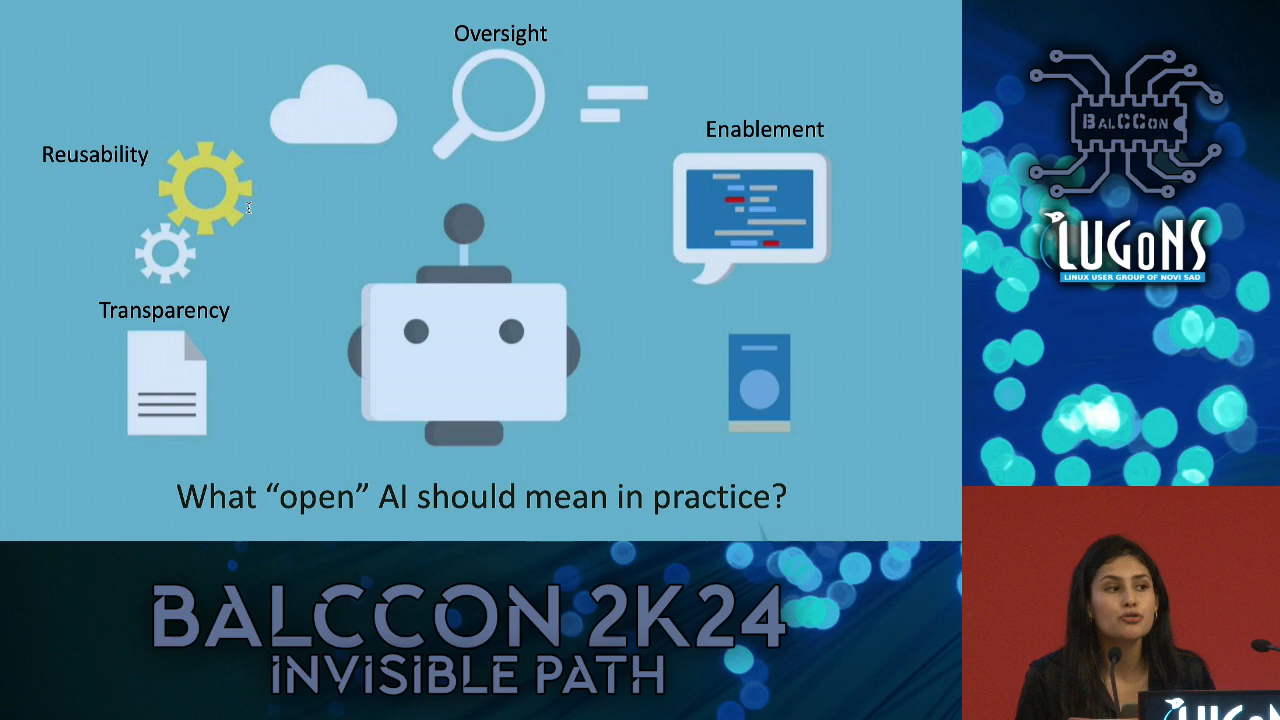 Oversight
Enablement
Reusability
Transparency
What “open” AI should mean in practice?
BALCCON
LUGONS
LINUX USER GROUP OF NOVI SAD
BALCCON 2K24
INVISIBLE PATH
LUGONS